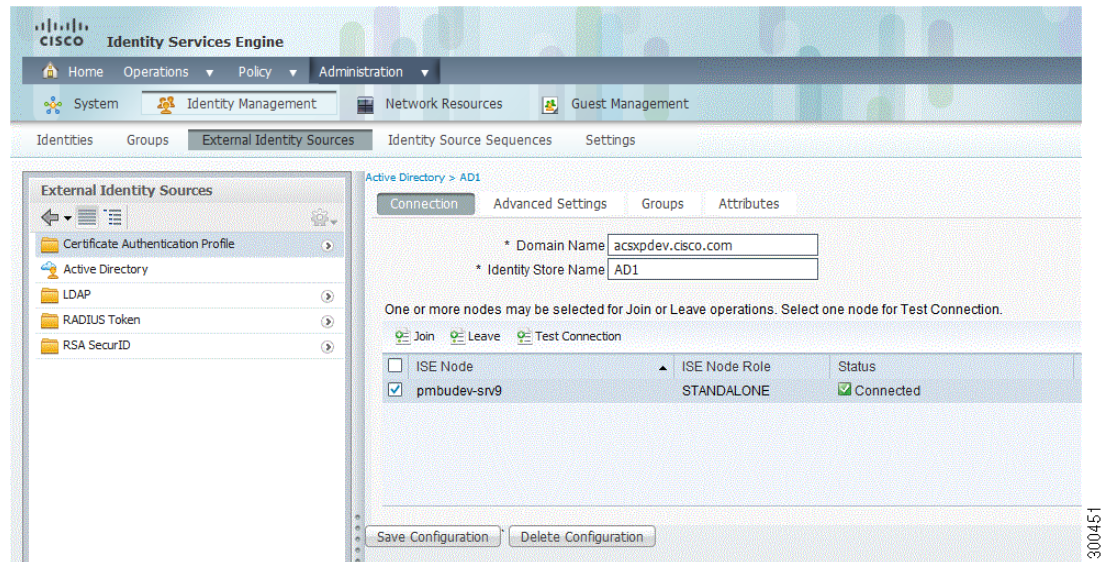 CISCO Identity Services Engine
Home Operations Policy Administration
System Identity Management Network Resources Guest Management
Identities Groups External Identity Sources Identity Source Sequences Settings
External Identity Sources
Certificate Authentication Profile
Active Directory
LDAP
RADIUS Token
RSA SecurID
Active Directory > AD1
Connection Advanced Settings Groups Attributes
* Domain Name acsxpdev.cisco.com
* Identity Store Name AD1
One or more nodes may be selected for Join or Leave operations. Select one node for Test Connection.
Join Leave Test Connection
ISE Node ISE Node Role Status
pmbudev-srv9 STANDALONE Connected
Save Configuration Delete Configuration
300451